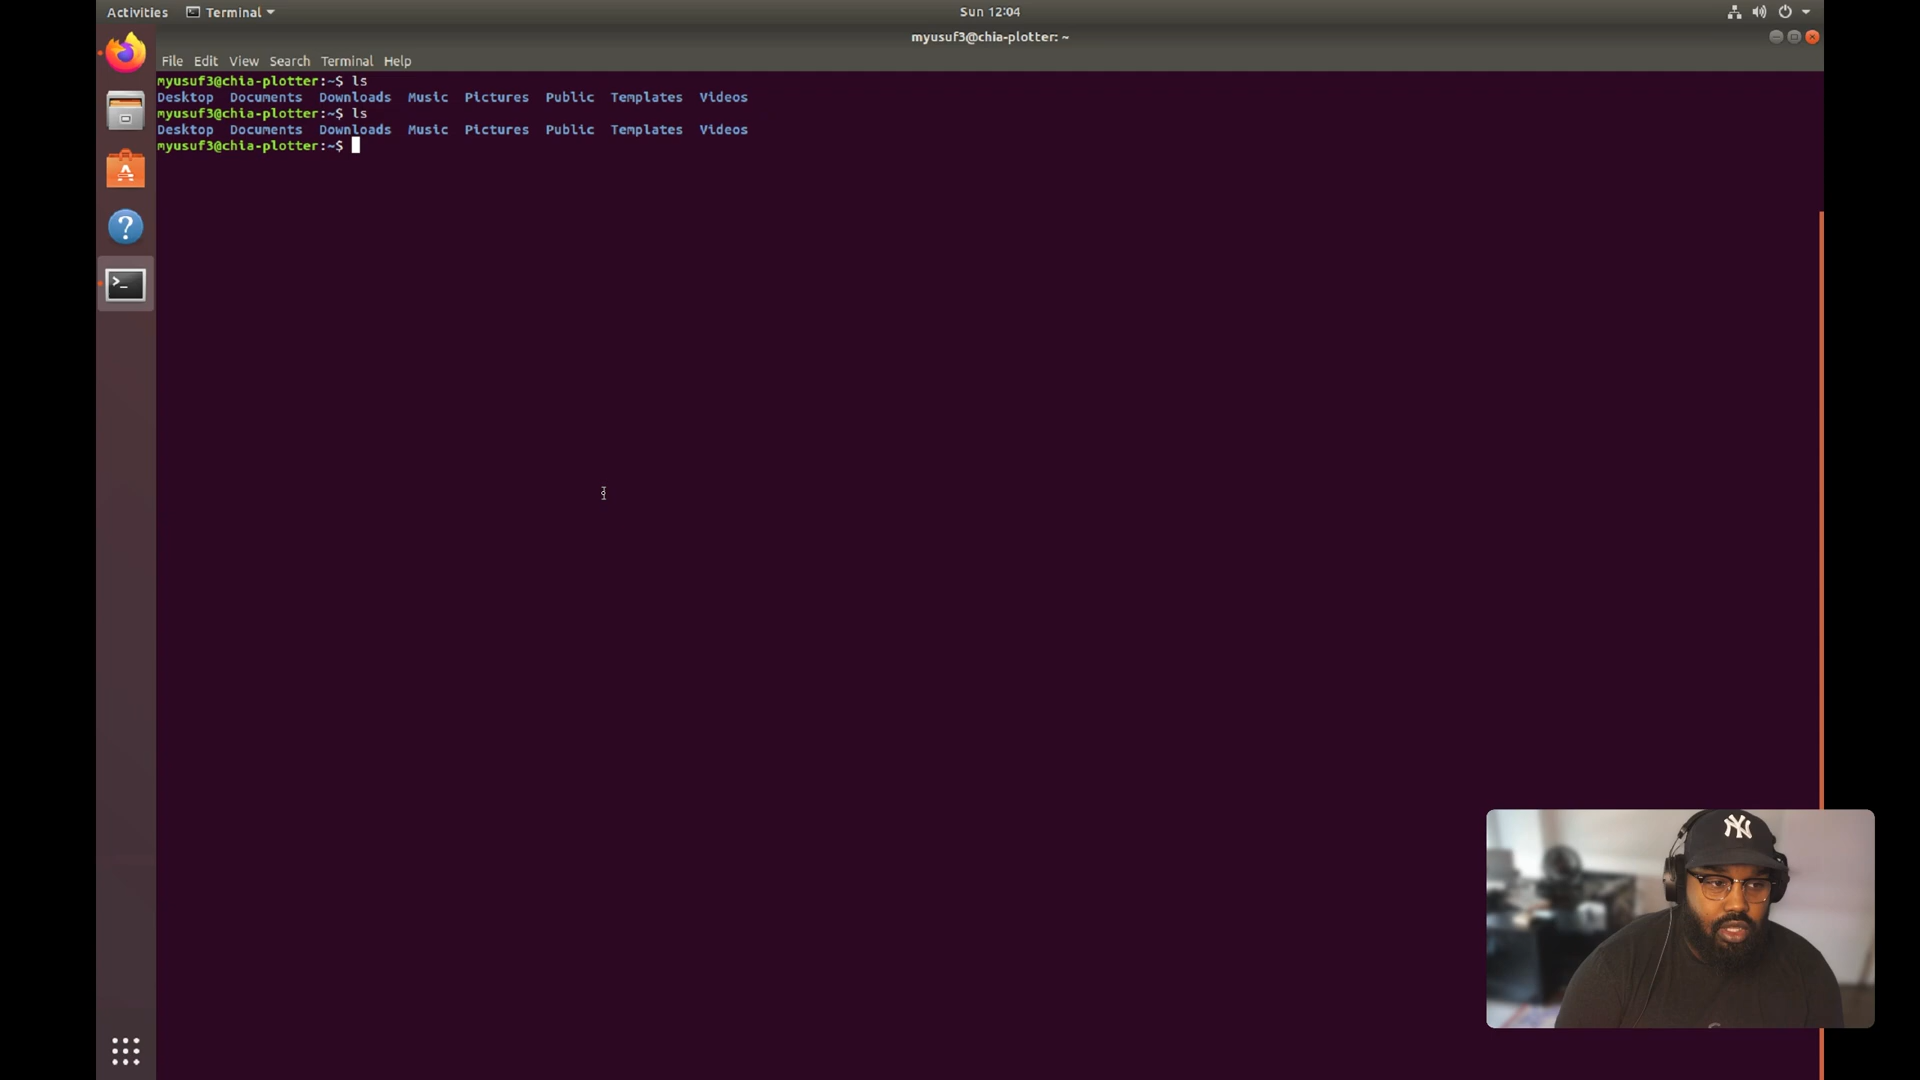 Activities Terminal Sun 12:04
myusuf3@chia-plotter: ~
File Edit View Search Terminal Help
myusuf3@chia-plotter:~$ ls
Desktop Documents Downloads Music Pictures Public Templates Videos
myusuf3@chia-plotter:~$ ls
Desktop Documents Downloads Music Pictures Public Templates Videos
myusuf3@chia-plotter:~$
NY